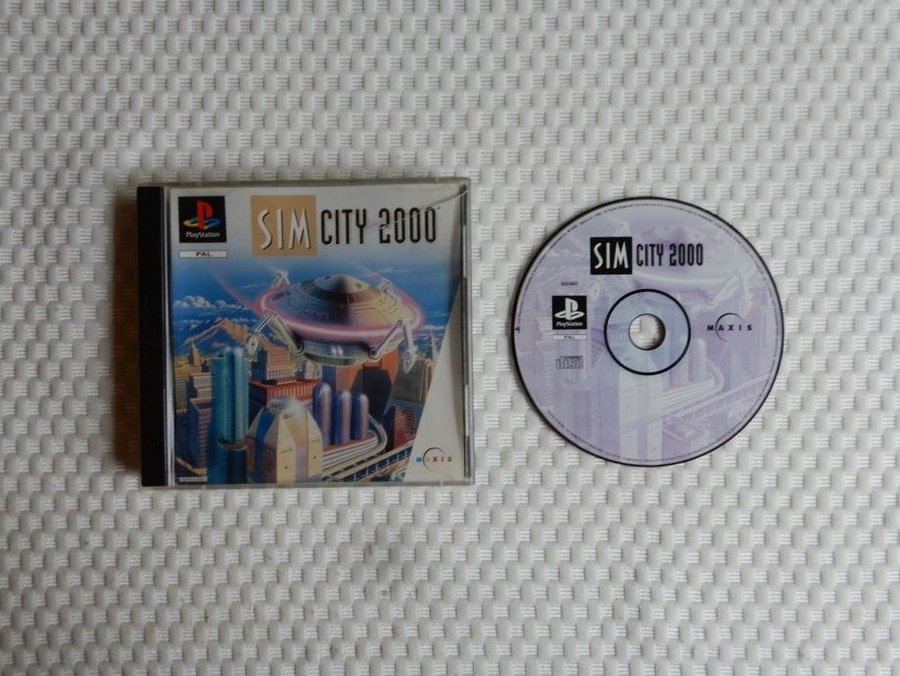 PlayStation
PAL
SIM CITY 2000
MAXIS
SIM CITY 2000
PlayStation
PAL
MAXIS